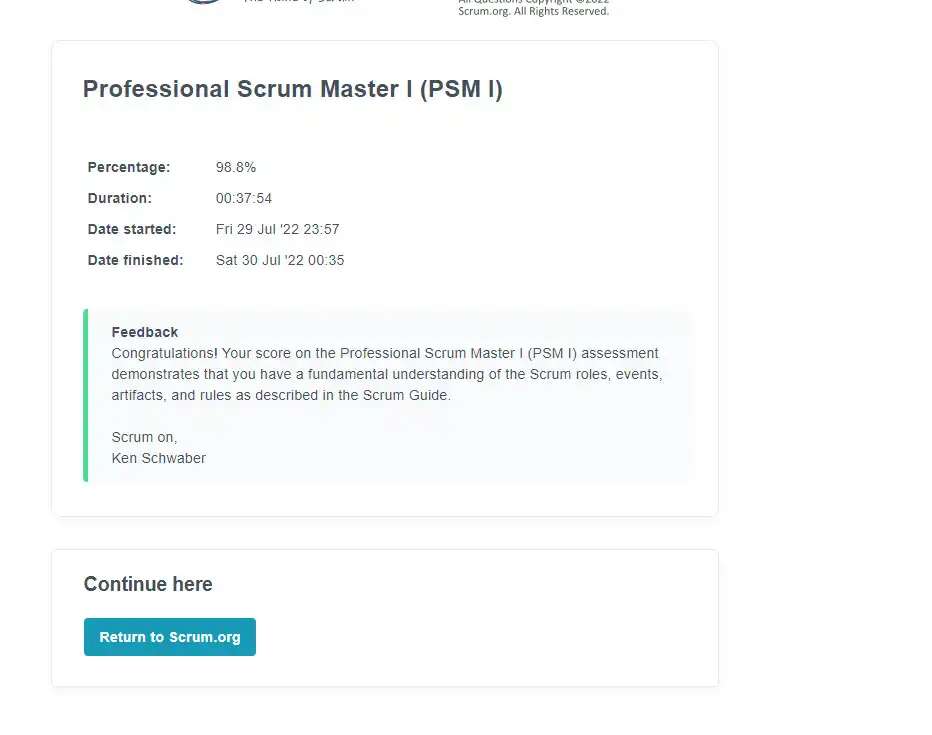 All Questions Copyright ©2022
Scrum.org. All Rights Reserved.
Professional Scrum Master I (PSM I)
Percentage: 98.8%
Duration: 00:37:54
Date started: Fri 29 Jul '22 23:57
Date finished: Sat 30 Jul '22 00:35
Feedback
Congratulations! Your score on the Professional Scrum Master I (PSM I) assessment
demonstrates that you have a fundamental understanding of the Scrum roles, events,
artifacts, and rules as described in the Scrum Guide.
Scrum on,
Ken Schwaber
Continue here
Return to Scrum.org